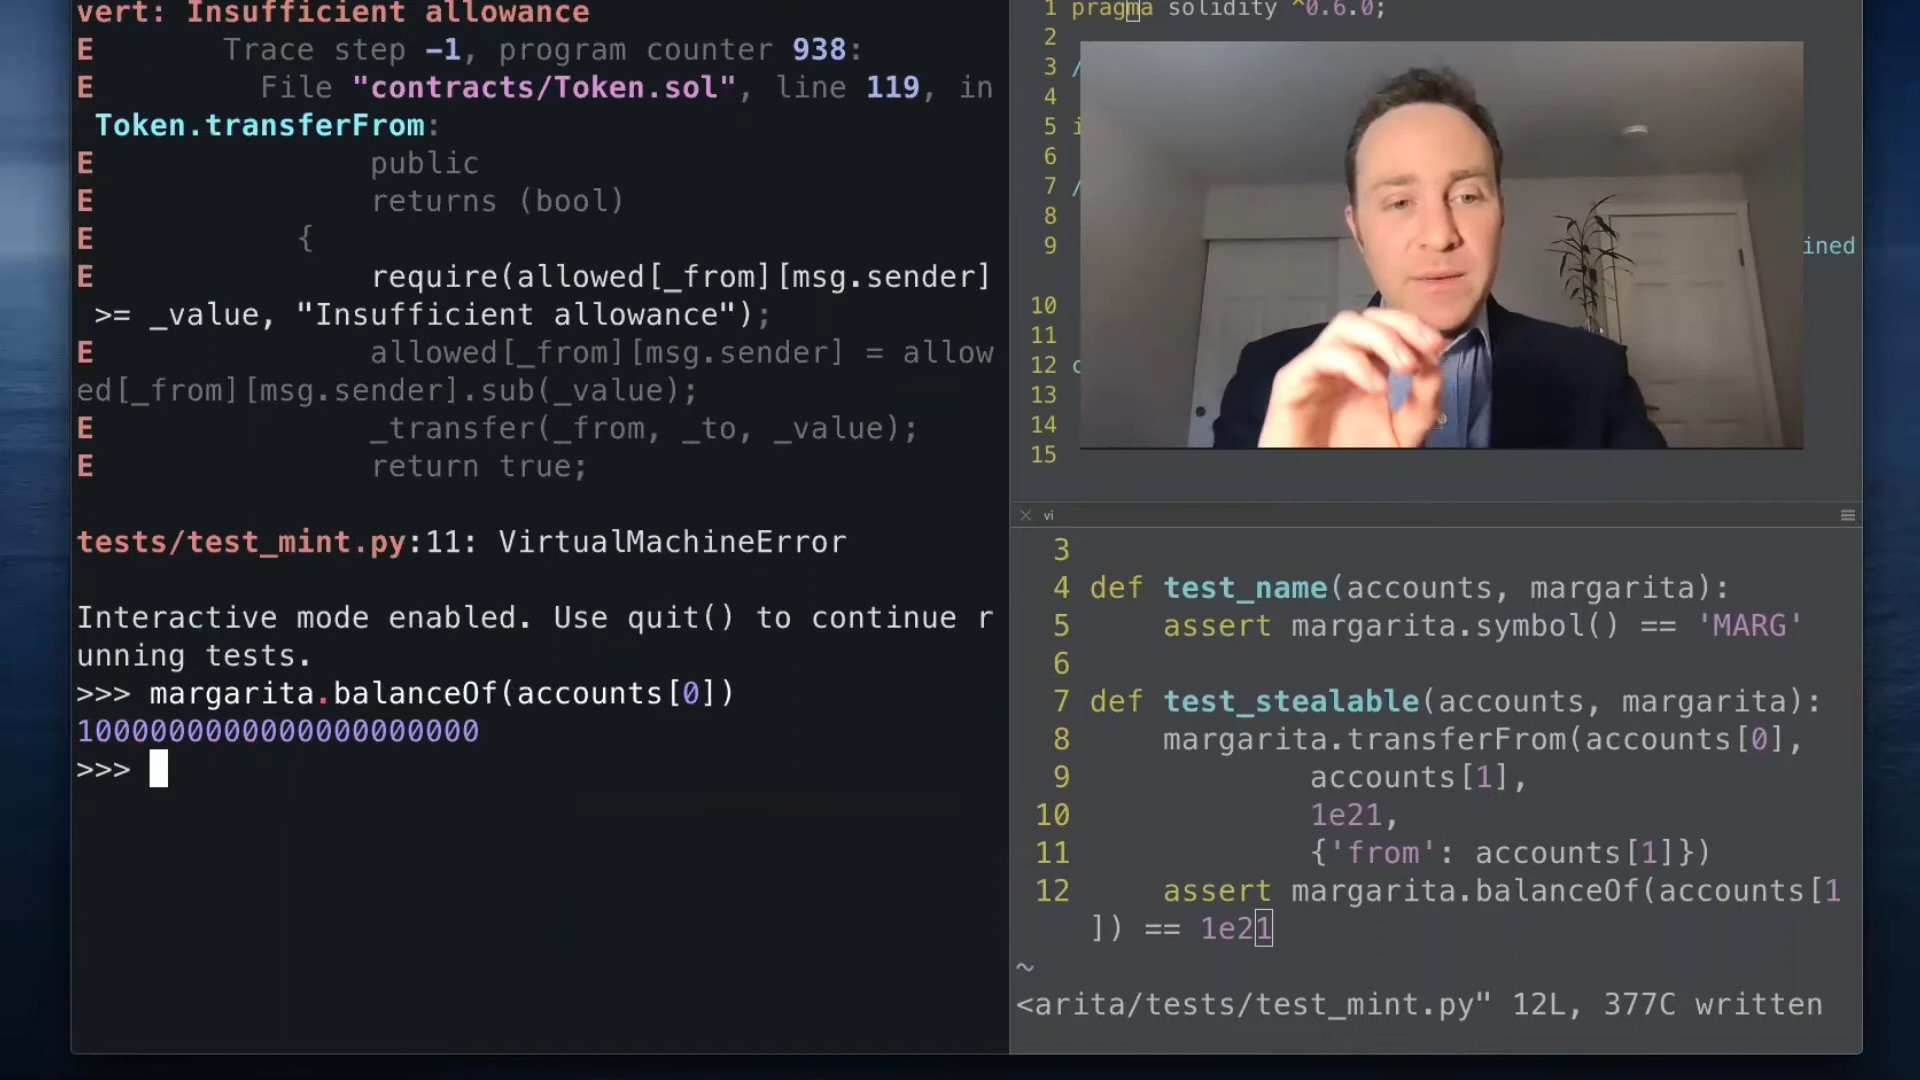 vert: Insufficient allowance
E Trace step -1, program counter 938:
E File "contracts/Token.sol", line 119, in
Token.transferFrom:
E public
E returns (bool)
E {
E require(allowed[_from][msg.sender]
>= _value, "Insufficient allowance");
E allowed[_from][msg.sender] = allow
ed[_from][msg.sender].sub(_value);
E _transfer(_from, _to, _value);
E return true;
tests/test_mint.py:11: VirtualMachineError
Interactive mode enabled. Use quit() to continue r
unning tests.
>>> margarita.balanceOf(accounts[0])
1000000000000000000000
>>>
1 pragma solidity ^0.6.0;
2
3 /
4
5 i
6
7 /
8
9 ined
10
11
12 c
13
14
15
vi
3
4 def test_name(accounts, margarita):
5 assert margarita.symbol() == 'MARG'
6
7 def test_stealable(accounts, margarita):
8 margarita.transferFrom(accounts[0],
9 accounts[1],
10 1e21,
11 {'from': accounts[1]})
12 assert margarita.balanceOf(accounts[1
]) == 1e21
~
<arita/tests/test_mint.py" 12L, 377C written